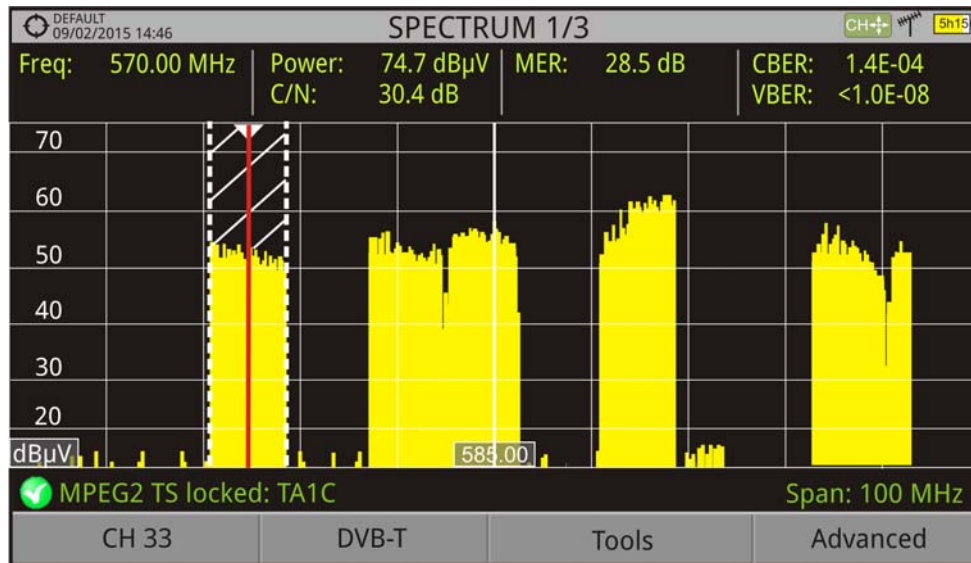 DEFAULT
09/02/2015 14:46
SPECTRUM 1/3
CH
5h15
Freq: 570.00 MHz
Power: 74.7 dBµV
C/N: 30.4 dB
MER: 28.5 dB
CBER: 1.4E-04
VBER: <1.0E-08
70
60
50
40
30
20
dBµV
585.00
MPEG2 TS locked: TA1C
Span: 100 MHz
CH 33
DVB-T
Tools
Advanced